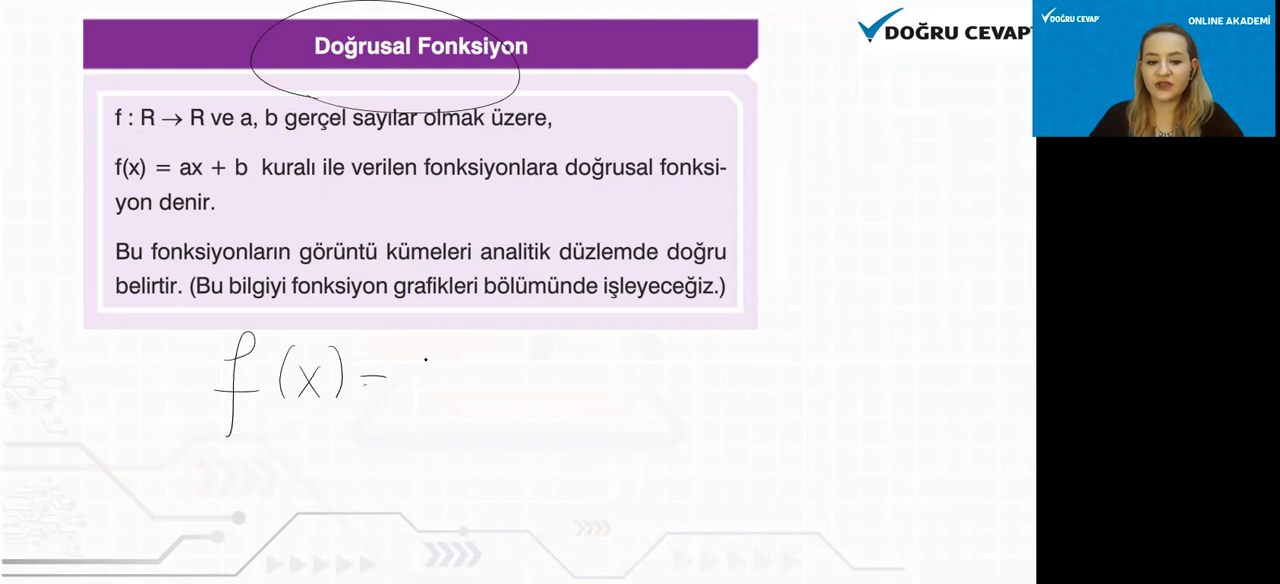 Doğrusal Fonksiyon
DOĞRU CEVAP
DOĞRU CEVAP
ONLINE AKADEMİ
f : R → R ve a, b gerçel sayılar olmak üzere,
f(x) = ax + b kuralı ile verilen fonksiyonlara doğrusal fonksi-
yon denir.
Bu fonksiyonların görüntü kümeleri analitik düzlemde doğru
belirtir. (Bu bilgiyi fonksiyon grafikleri bölümünde işleyeceğiz.)
f (x) =